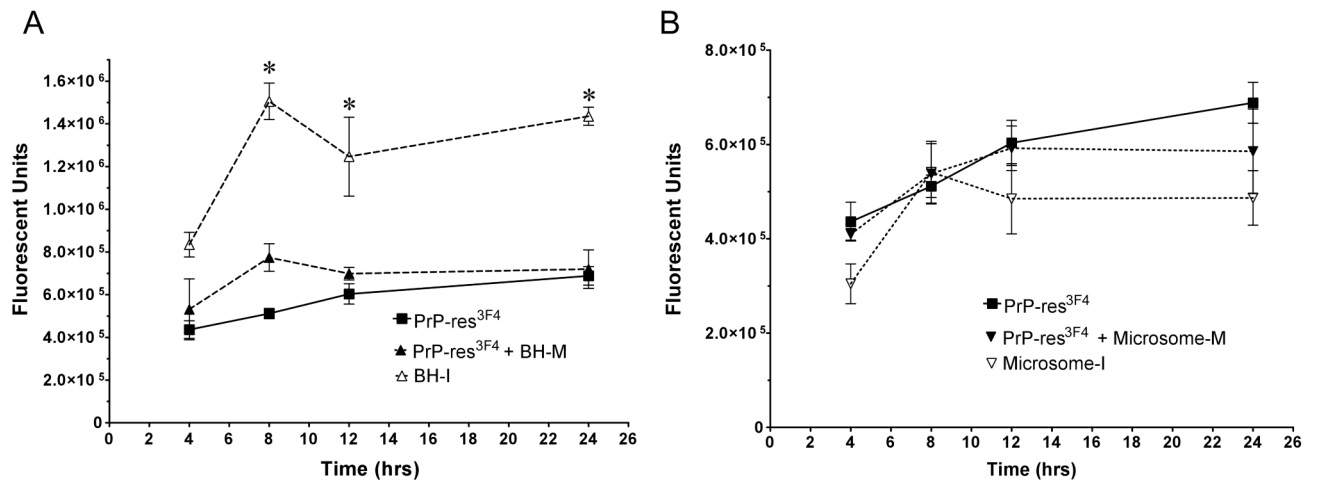 A
1.6×10⁶
1.4×10⁶
1.2×10⁶
1.0×10⁶
8.0×10⁵
6.0×10⁵
4.0×10⁵
2.0×10⁵
0
Fluorescent Units
*
*
*
PrP-res³F⁴
PrP-res³F⁴ + BH-M
BH-I
0 2 4 6 8 10 12 14 16 18 20 22 24 26
Time (hrs)
B
8.0×10⁵
6.0×10⁵
4.0×10⁵
2.0×10⁵
0
Fluorescent Units
PrP-res³F⁴
PrP-res³F⁴ + Microsome-M
Microsome-I
0 2 4 6 8 10 12 14 16 18 20 22 24 26
Time (hrs)